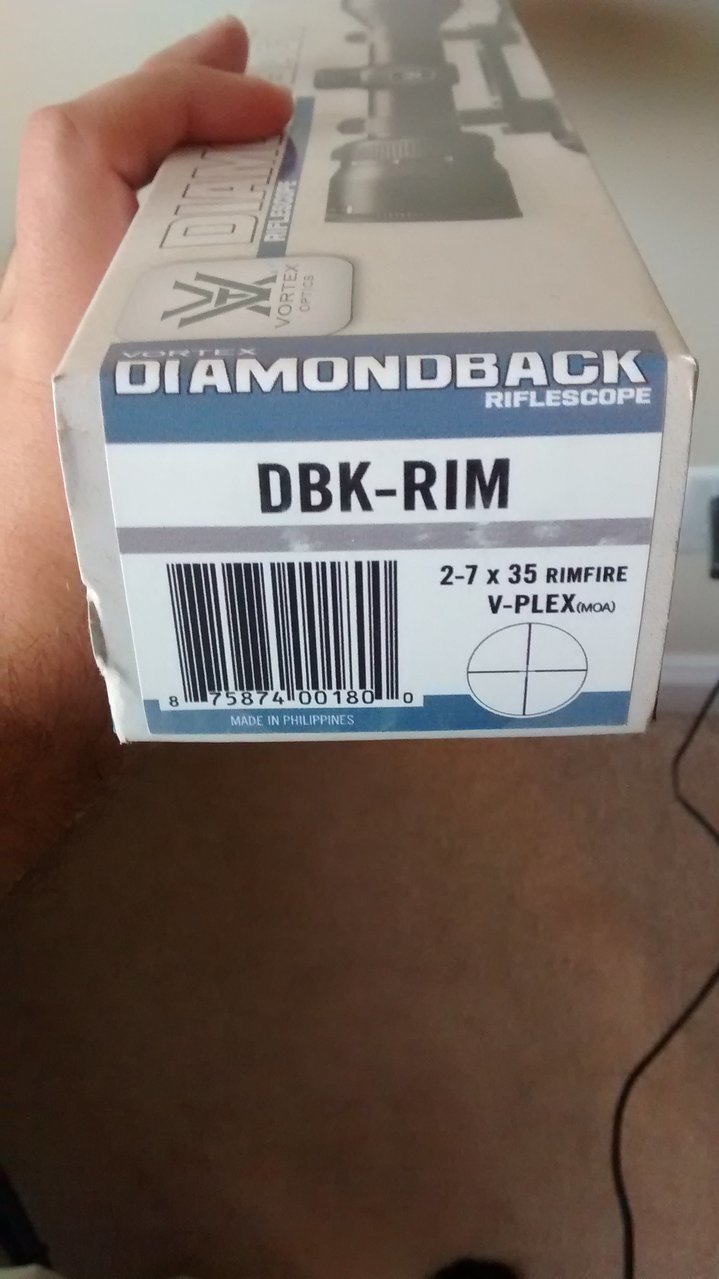 RIFLESCOPE
VORTEX
OPTICS
VORTEX
DIAMONDBACK
RIFLESCOPE
DBK-RIM
2-7 x 35 RIMFIRE
V-PLEX(MOA)
8 75874 00180 0
MADE IN PHILIPPINES